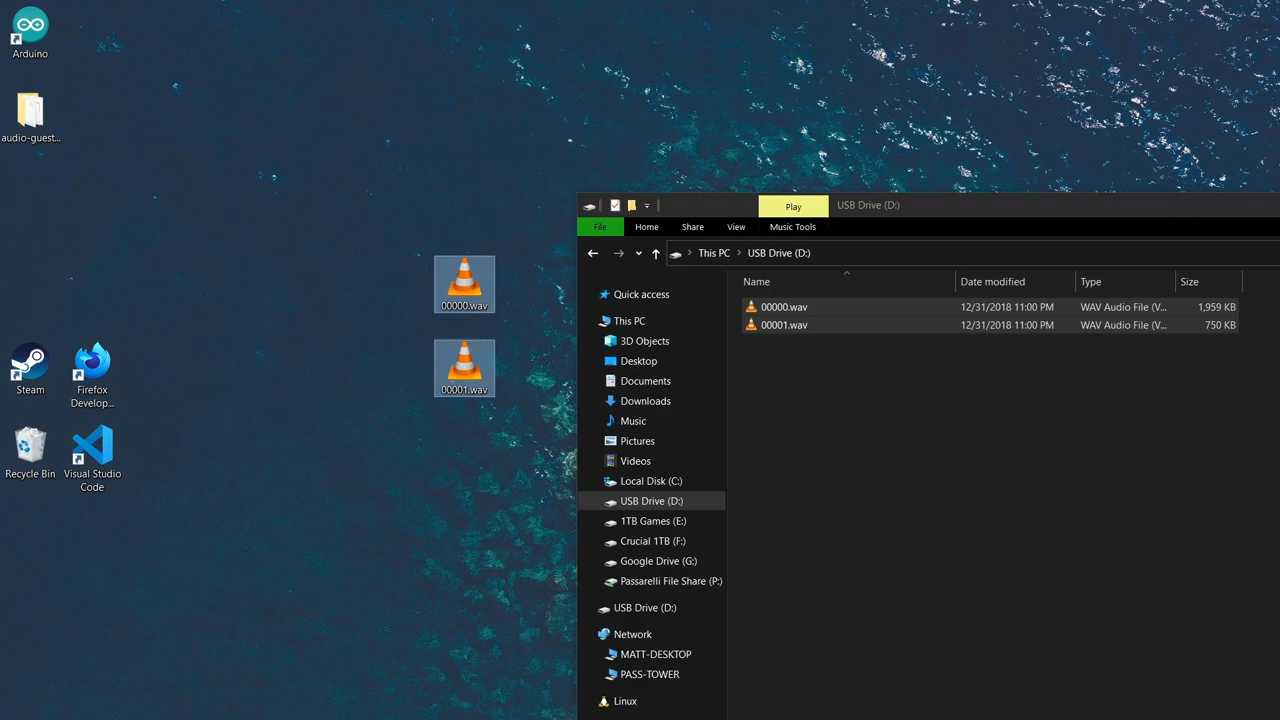 Arduino
audio-guest...
00000.wav
00001.wav
Steam
Firefox
Develop...
Recycle Bin
Visual Studio
Code
Play
USB Drive (D:)
File
Home
Share
View
Music Tools
This PC
USB Drive (D:)
Name
Date modified
Type
Size
00000.wav
12/31/2018 11:00 PM
WAV Audio File (V...
1,959 KB
00001.wav
12/31/2018 11:00 PM
WAV Audio File (V...
750 KB
Quick access
This PC
3D Objects
Desktop
Documents
Downloads
Music
Pictures
Videos
Local Disk (C:)
USB Drive (D:)
1TB Games (E:)
Crucial 1TB (F:)
Google Drive (G:)
Passarelli File Share (P:)
USB Drive (D:)
Network
MATT-DESKTOP
PASS-TOWER
Linux